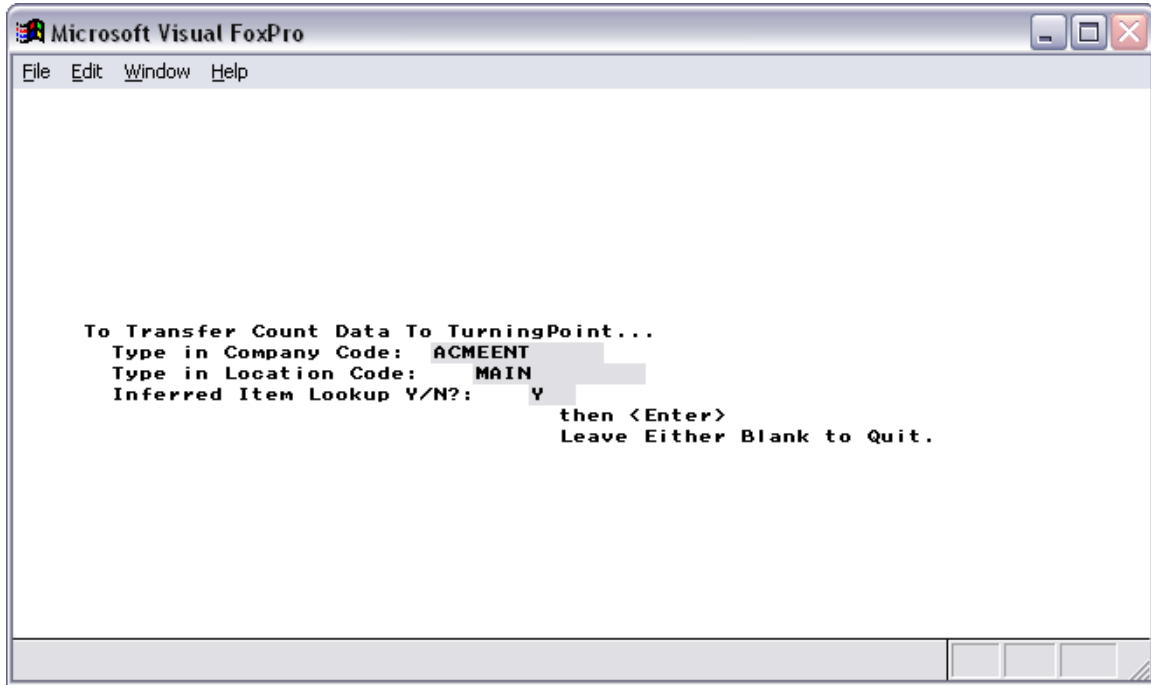 Microsoft Visual FoxPro
File Edit Window Help
To Transfer Count Data To TurningPoint...
Type in Company Code: ACMEENT
Type in Location Code: MAIN
Inferred Item Lookup Y/N?: Y
then <Enter>
Leave Either Blank to Quit.